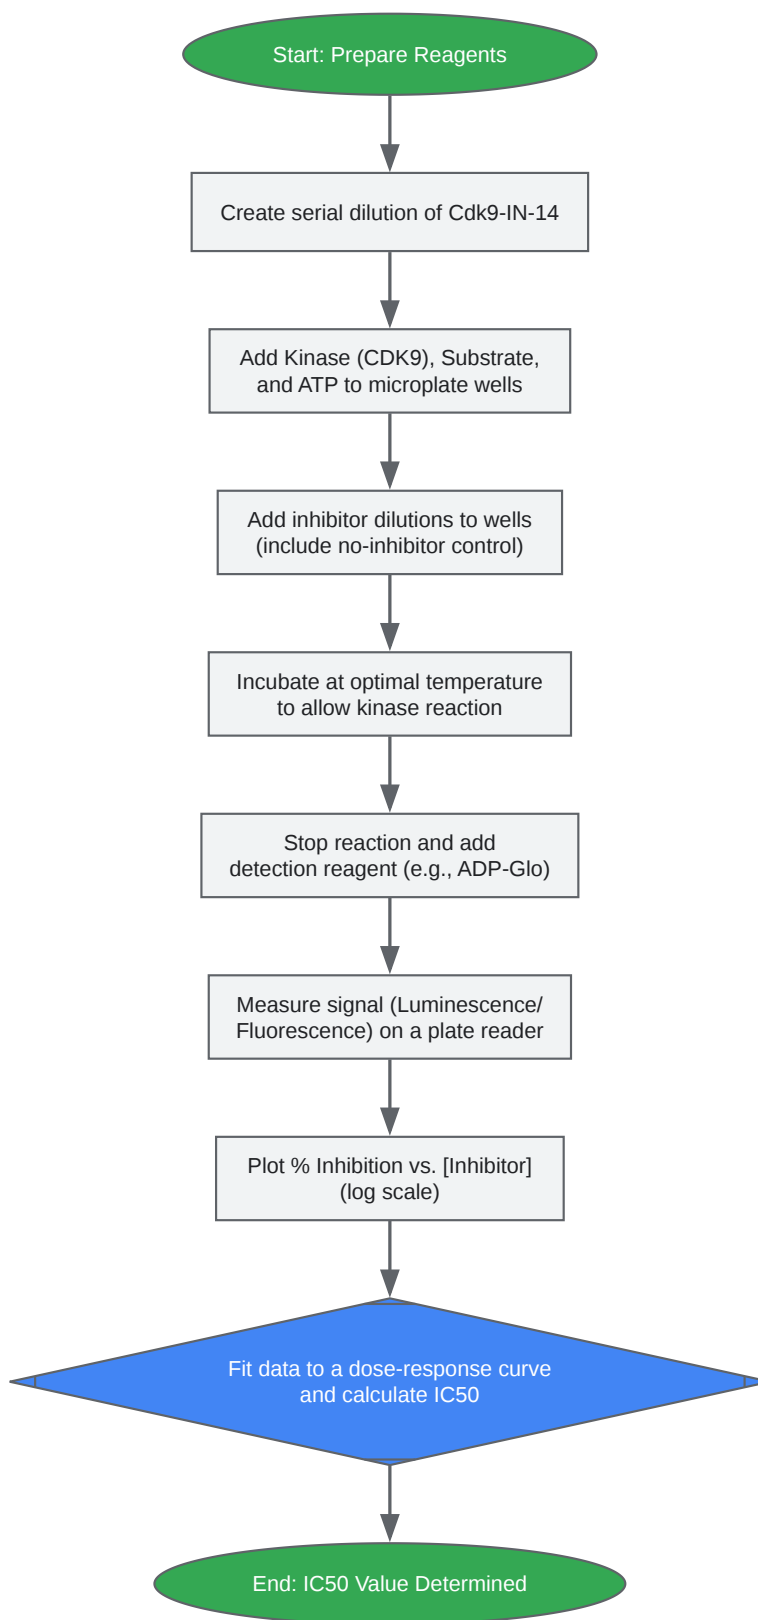 Start: Prepare Reagents
Create serial dilution of Cdk9-IN-14
Add Kinase (CDK9), Substrate,
and ATP to microplate wells
Add inhibitor dilutions to wells
(include no-inhibitor control)
Incubate at optimal temperature
to allow kinase reaction
Stop reaction and add
detection reagent (e.g., ADP-Glo)
Measure signal (Luminescence/
Fluorescence) on a plate reader
Plot % Inhibition vs. [Inhibitor]
(log scale)
Fit data to a dose-response curve
and calculate IC50
End: IC50 Value Determined